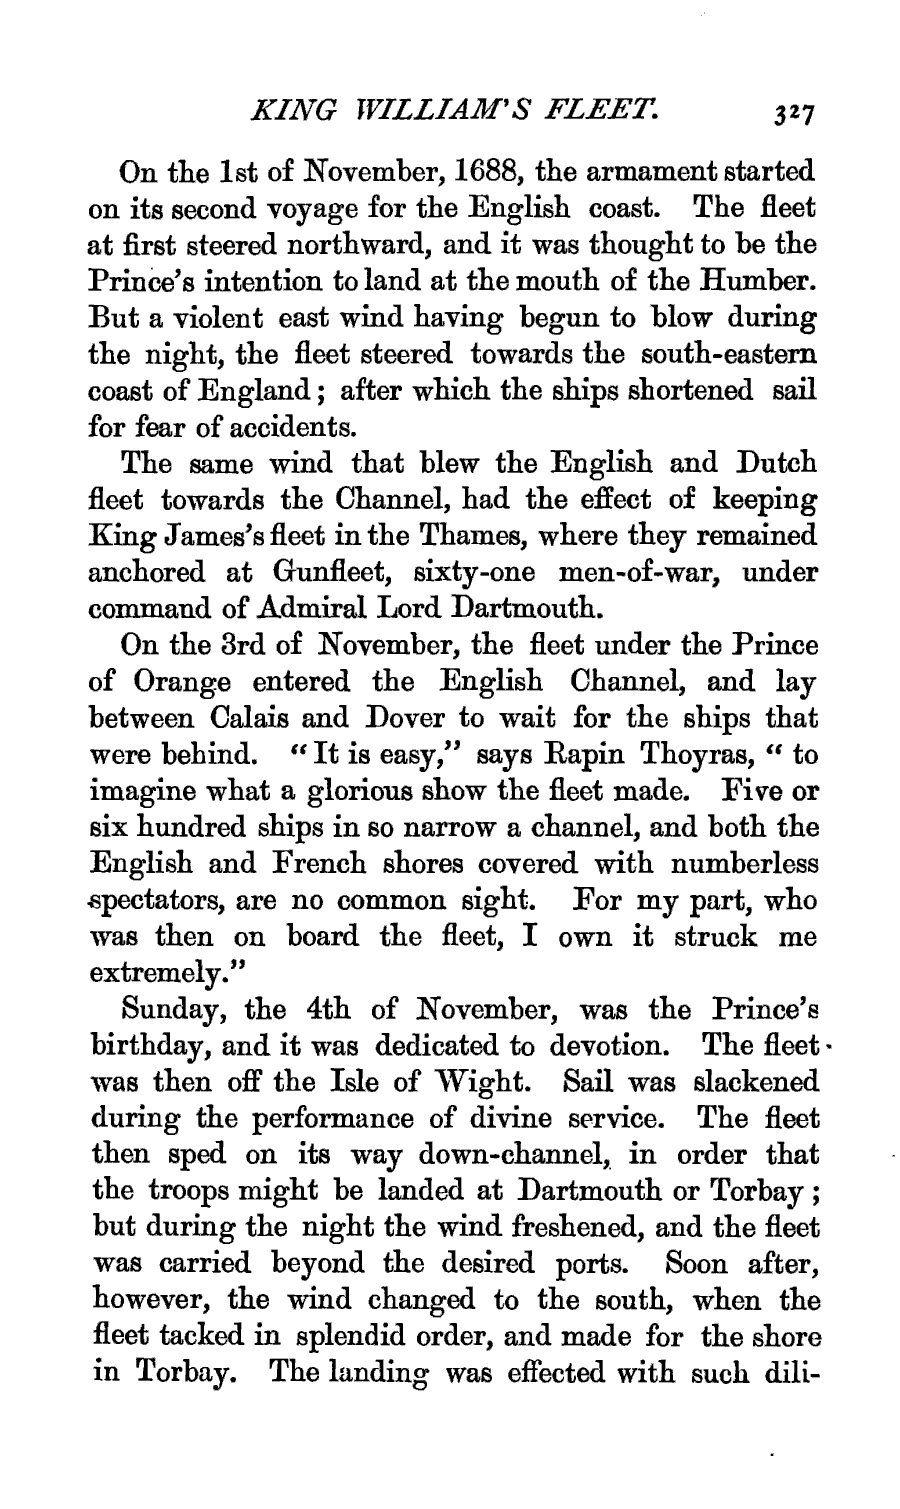 KING WILLIAM'S FLEET. 327
On the 1st of November, 1688, the armament started
on its second voyage for the English coast. The fleet
at first steered northward, and it was thought to be the
Prince's intention to land at the mouth of the Humber.
But a violent east wind having begun to blow during
the night, the fleet steered towards the south-eastern
coast of England; after which the ships shortened sail
for fear of accidents.
The same wind that blew the English and Dutch
fleet towards the Channel, had the effect of keeping
King James's fleet in the Thames, where they remained
anchored at Gunfleet, sixty-one men-of-war, under
command of Admiral Lord Dartmouth.
On the 3rd of November, the fleet under the Prince
of Orange entered the English Channel, and lay
between Calais and Dover to wait for the ships that
were behind. "It is easy," says Rapin Thoyras, "to
imagine what a glorious show the fleet made. Five or
six hundred ships in so narrow a channel, and both the
English and French shores covered with numberless
spectators, are no common sight. For my part, who
was then on board the fleet, I own it struck me
extremely."
Sunday, the 4th of November, was the Prince's
birthday, and it was dedicated to devotion. The fleet
was then off the Isle of Wight. Sail was slackened
during the performance of divine service. The fleet
then sped on its way down-channel, in order that
the troops might be landed at Dartmouth or Torbay;
but during the night the wind freshened, and the fleet
was carried beyond the desired ports. Soon after,
however, the wind changed to the south, when the
fleet tacked in splendid order, and made for the shore
in Torbay. The landing was effected with such dili-